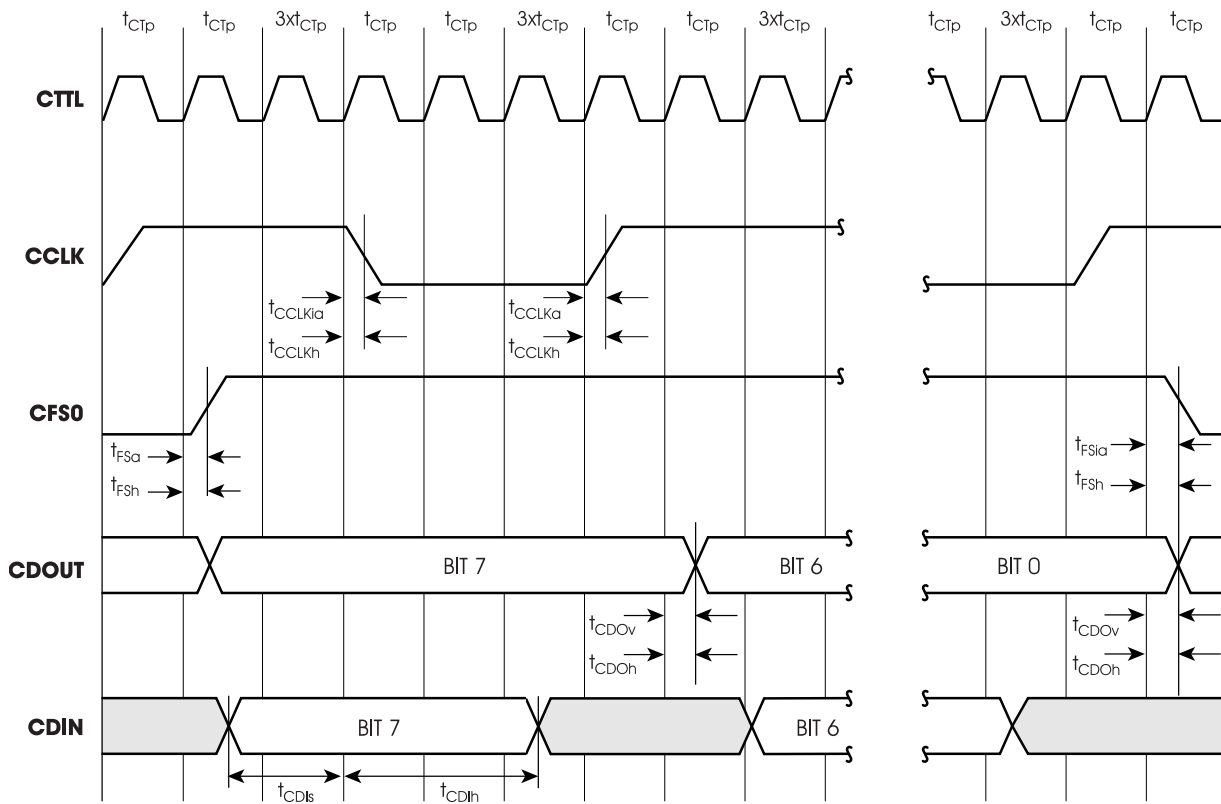 tCTp tCTp 3xtCTp tCTp tCTp 3xtCTp tCTp tCTp 3xtCTp tCTp 3xtCTp tCTp tCTp
CTTL
CCLK
tCCLKia tCCLKa
tCCLKh tCCLKh
CFS0
tFSa tFSia
tFSh tFSh
CDOUT BIT 7 BIT 6 BIT 0
tCDOv tCDOv
tCDOh tCDOh
CDIN BIT 7 BIT 6
tCDIs tCDIh